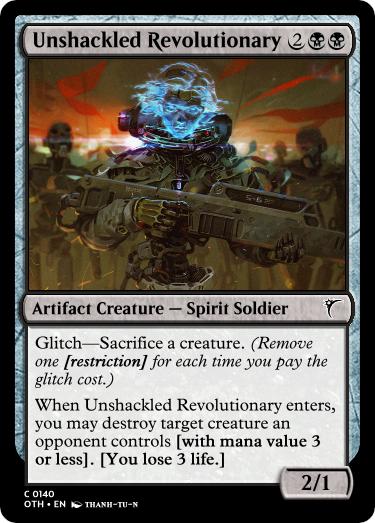 Unshackled Revolutionary 2
S-6
Artifact Creature — Spirit Soldier
Glitch—Sacrifice a creature. (Remove
one [restriction] for each time you pay the
glitch cost.)
When Unshackled Revolutionary enters,
you may destroy target creature an
opponent controls [with mana value 3
or less]. [You lose 3 life.]
2/1
C 0140
OTH • EN THANH-TU-N